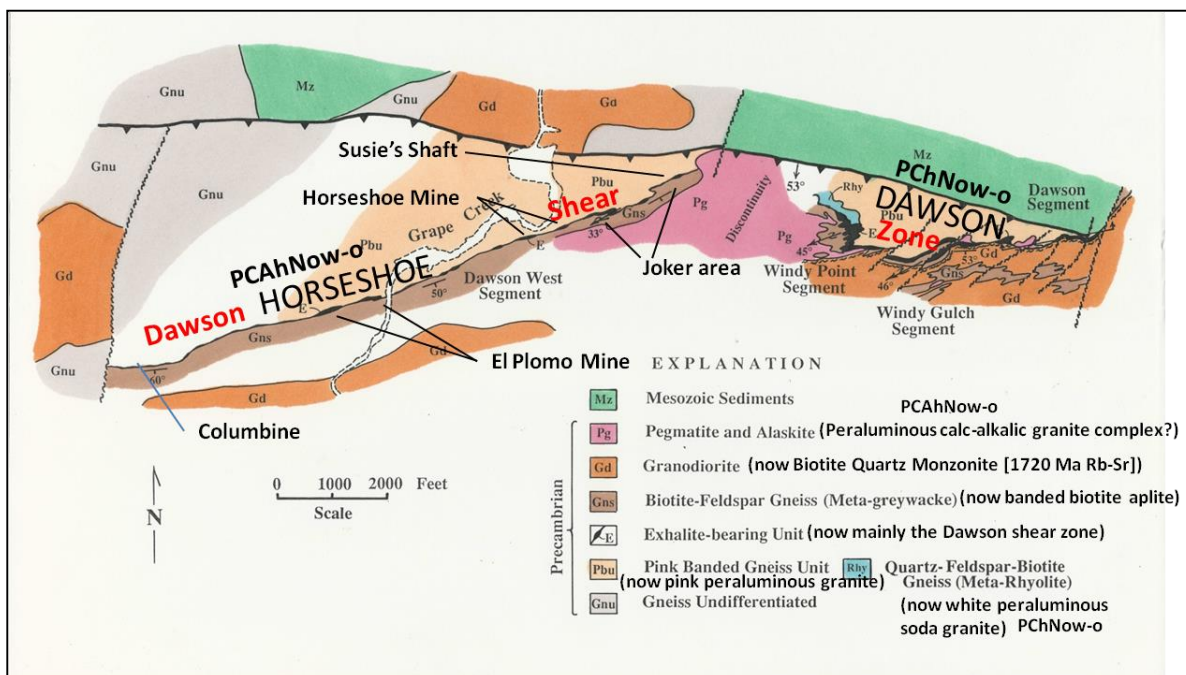 Mz
Gnu
Gnu
Gd
Gd
Gnu
Gnu
Susie's Shaft
Horseshoe Mine
Pbu
Shear
Gns
33°
E
Grape Creek
Pbu
PCAhNow-o
HORSESHOE
Dawson
E
50°
Dawson West
Segment
Gns
Gd
Gnu
60°
Gd
Gd
El Plomo Mine
Columbine
Joker area
Pg
Discontinuity
Mz
53°
Rhy
Pbu
PChNow-o
DAWSON
Zone
Dawson
Segment
E
Pg
45°
Windy Point
Segment
53°
Gd
Gns
46°
Gd
Windy Gulch
Segment
N
0 1000 2000 Feet
Scale
EXPLANATION
Mz Mesozoic Sediments
PCAhNow-o
Pg Pegmatite and Alaskite (Peraluminous calc-alkalic granite complex?)
Gd Granodiorite (now Biotite Quartz Monzonite [1720 Ma Rb-Sr])
Gns Biotite-Feldspar Gneiss (Meta-greywacke) (now banded biotite aplite)
E Exhalite-bearing Unit (now mainly the Dawson shear zone)
Pbu Pink Banded Gneiss Unit
(now pink peraluminous granite)
Rhy Quartz-Feldspar-Biotite
Gneiss (Meta-Rhyolite)
Gnu Gneiss Undifferentiated
(now white peraluminous
soda granite) PChNow-o
Precambrian